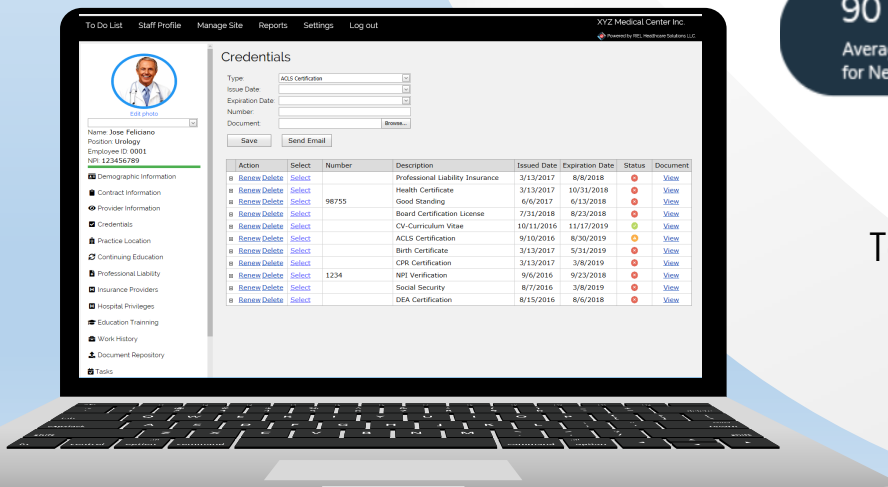 To Do List Staff Profile Manage Site Reports Settings Log out
XYZ Medical Center Inc.
Powered by MEL Healthcare Solutions LLC.
Edit photo
Name: Jose Feliciano
Position: Urology
Employee ID: 0001
NPI: 123456789
Demographic Information
Contract Information
Provider Information
Credentials
Practice Location
Continuing Education
Professional Liability
Insurance Providers
Hospital Privileges
Education Trainning
Work History
Document Repository
Tasks
Credentials
Type: ACLS Certification
Issue Date:
Expiration Date:
Number:
Document: Browse...
Save Send Email
Action Select Number Description Issued Date Expiration Date Status Document
Renew Delete Select Professional Liability Insurance 3/13/2017 8/8/2018 View
Renew Delete Select Health Certificate 3/13/2017 10/31/2018 View
Renew Delete Select 98755 Good Standing 6/6/2017 6/13/2018 View
Renew Delete Select Board Certification License 7/31/2018 8/23/2018 View
Renew Delete Select CV-Curriculum Vitae 10/11/2016 11/17/2019 View
Renew Delete Select ACLS Certification 9/10/2016 8/30/2019 View
Renew Delete Select Birth Certificate 3/13/2017 5/31/2019 View
Renew Delete Select CPR Certification 3/13/2017 3/8/2019 View
Renew Delete Select 1234 NPI Verification 9/6/2016 9/23/2018 View
Renew Delete Select Social Security 8/7/2016 3/8/2019 View
Renew Delete Select DEA Certification 8/15/2016 8/6/2018 View
90
Avera
for Ne
T